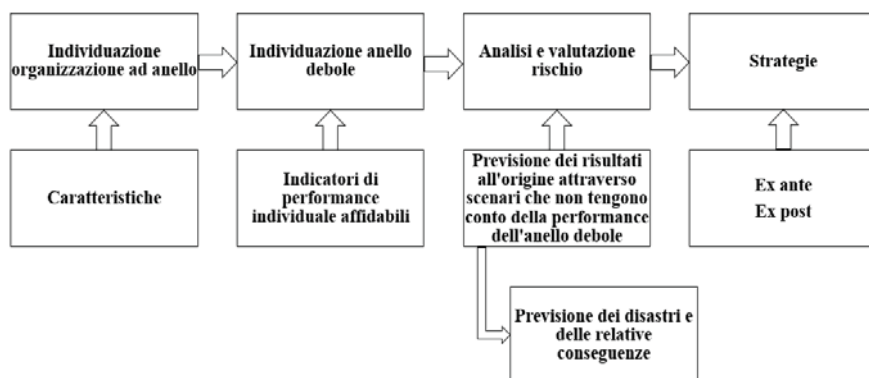 Individuazione
organizzazione ad anello
Individuazione anello
debole
Analisi e valutazione
rischio
Strategie
Caratteristiche
Indicatori di
performance
individuale affidabili
Previsione dei risultati
all'origine attraverso
scenari che non tengono
conto della performance
dell'anello debole
Ex ante
Ex post
Previsione dei disastri e
delle relative
conseguenze